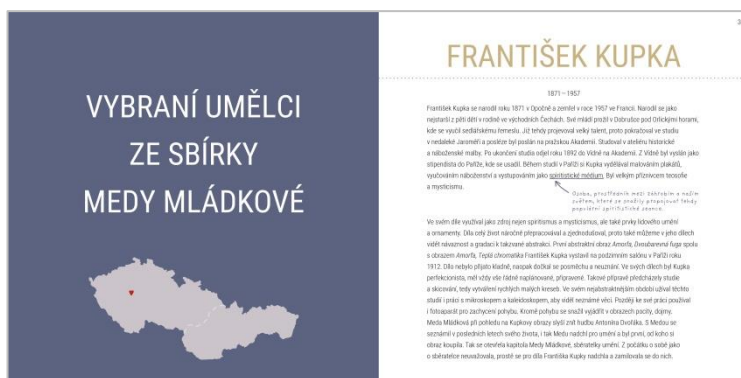 VYBRANÍ UMĚLCI
ZE SBÍRKY
MEDY MLÁDKOVÉ
3
FRANTIŠEK KUPKA
1871–1957
František Kupka se narodil roku 1871 v Opočně a zemřel v roce 1957 ve Francii. Narodil se jako
nejstarší z pěti dětí v rodině ve východních Čechách. Své mládí prožil v Dobrušce pod Orlickými horami,
kde se vyučil sedlářskému řemeslu. Již tehdy projevoval velký talent, proto pokračoval ve studiu
v nedaleké Jaroměři a posléze byl poslán na pražskou Akademii. Studoval v ateliéru historické
a náboženské malby. Po ukončení studia odjel roku 1892 do Vídně na Akademii. Z Vídně byl vyslán jako
stipendista do Paříže, kde se usadil. Během studií v Paříži si Kupka vydělával malováním plakátů,
vyučováním náboženství a vystupováním jako spiritistické médium. Byl velkým příznivcem teosofie
a mysticismu.
Osoba, prostředník mezi záhrobím a naším
světem, která se snažily propojovat tehdy
populární spiritistické seance.
Ve svém díle využíval jako zdroj nejen spiritismus a mysticismus, ale také prvky lidového umění
a ornamenty. Díla celý život náročně přepracovával a zjednodušoval, proto také můžeme v jeho dílech
vidět návaznost a gradaci k takzvané abstrakci. První abstraktní obraz Amorfa, Dvoubarevná fuga spolu
s obrazem Amorfa, Teplá chromatika František Kupka vystavil na podzimním salónu v Paříži roku
1912. Dílo nebylo přijato kladně, naopak dočkal se posměchu a neuznání. Ve svých dílech byl Kupka
perfekcionista, měl vždy vše řádně naplánované, připravené. Takové přípravě předcházely studie
a skicování, tedy vytváření rychlých malých kreseb. Ve svém nejabstraktnějším období užíval těchto
studií i práci s mikroskopem a kaleidoskopem, aby viděl neznámé věci. Později ke své práci používal
i fotoaparát pro zachycení pohybu. Kromě pohybu se snažil vyjádřit v obrazech pocity, dojmy.
Meda Mládková při pohledu na Kupkovy obrazy slyší znít hudbu Antonína Dvořáka. S Medou se
seznámil v posledních letech svého života, i tak Medu nadchl pro umění a byl první, od koho si
obraz koupila. Tak se otevřela kapitola Medy Mládkové, sběratelky umění. Z počátku o sobě jako
o sběratelce neuvažovala, prostě se pro díla Františka Kupky nadchla a zamilovala se do nich.